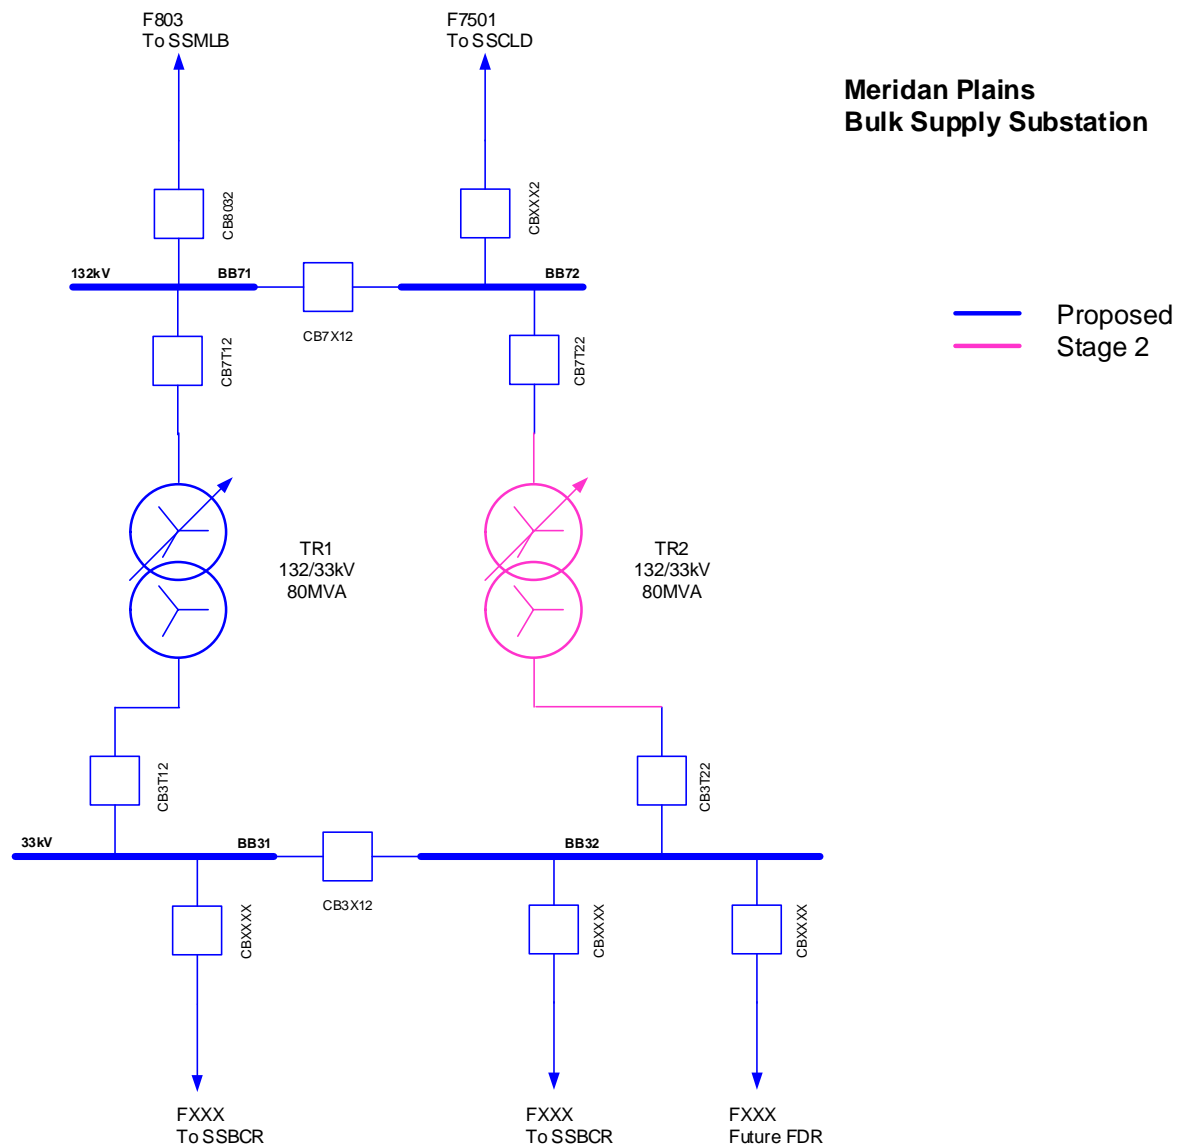 F803
To SSMLB
F7501
To SSCLD
Meridan Plains
Bulk Supply Substation
CB8032
CBXXX2
132kV
BB71
BB72
CB7X12
Proposed
Stage 2
CB7T12
CB7T22
TR1
132/33kV
80MVA
TR2
132/33kV
80MVA
CB3T12
CB3T22
33kV
BB31
BB32
CB3X12
CBXXXX
CBXXXX
CBXXXX
FXXX
To SSBCR
FXXX
To SSBCR
FXXX
Future FDR